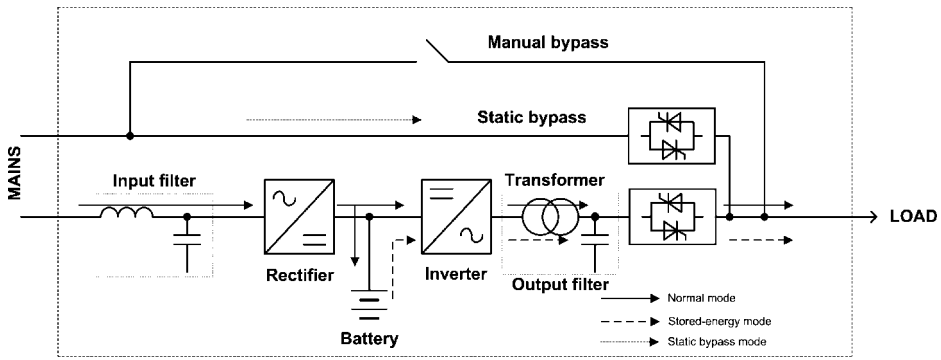 Manual bypass
Static bypass
MAINS
Input filter
Transformer
LOAD
Rectifier
Inverter
Output filter
Battery
Normal mode
Stored-energy mode
Static bypass mode